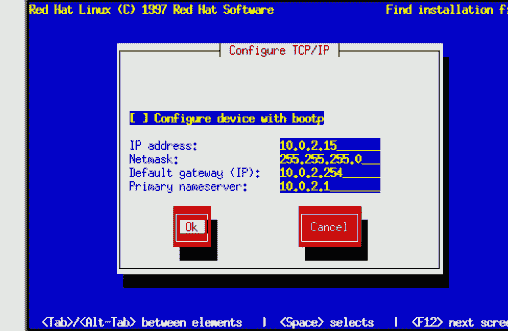 Red Hat Linux (C) 1997 Red Hat Software Find installation f
Configure TCP/IP
[ ] Configure device with bootp
IP address: 10.0.2.15
Netmask: 255.255.255.0
Default gateway (IP): 10.0.2.254
Primary nameserver: 10.0.2.1
Ok Cancel
<Tab>/<Alt-Tab> between elements | <Space> selects | <F12> next scree